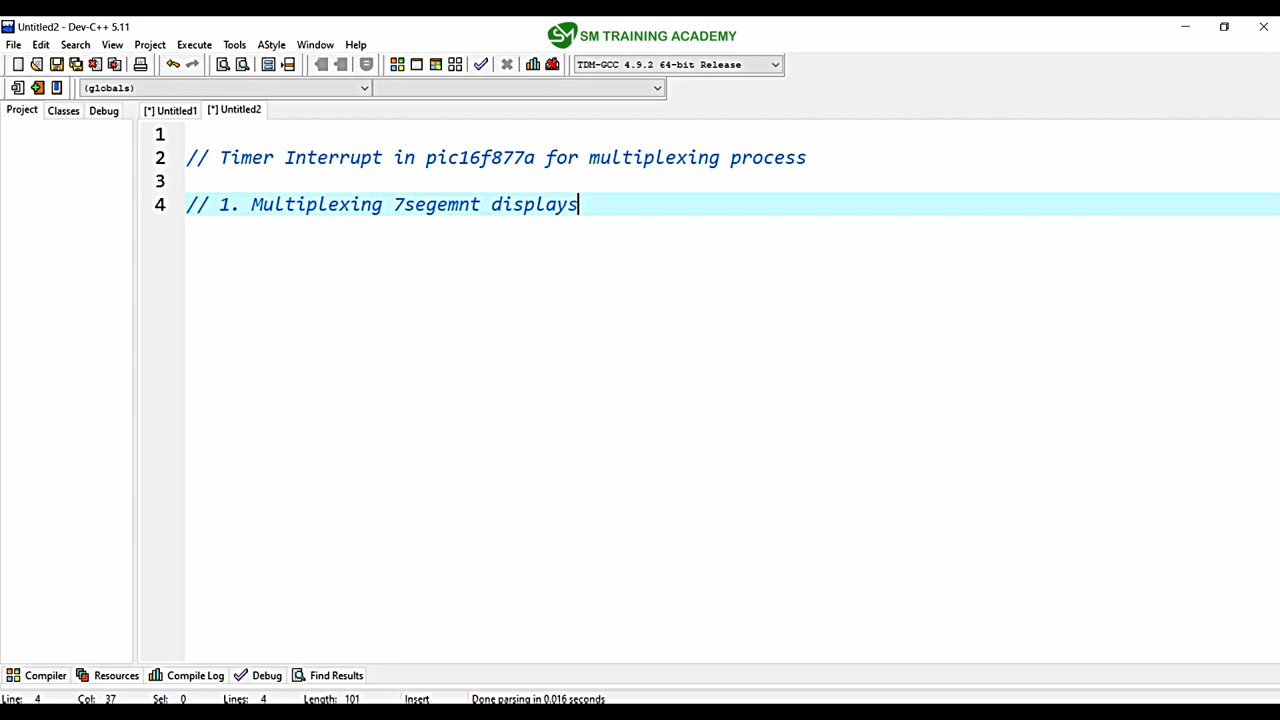 Untitled2 - Dev-C++ 5.11
SM TRAINING ACADEMY
File Edit Search View Project Execute Tools AStyle Window Help
TDM-GCC 4.9.2 64-bit Release
(globals)
Project Classes Debug [*] Untitled1 [*] Untitled2
1
2 // Timer Interrupt in pic16f877a for multiplexing process
3
4 // 1. Multiplexing 7segemnt displays
Compiler Resources Compile Log Debug Find Results
Line: 4 Col: 37 Sel: 0 Lines: 4 Length: 101 Insert Done parsing in 0.016 seconds